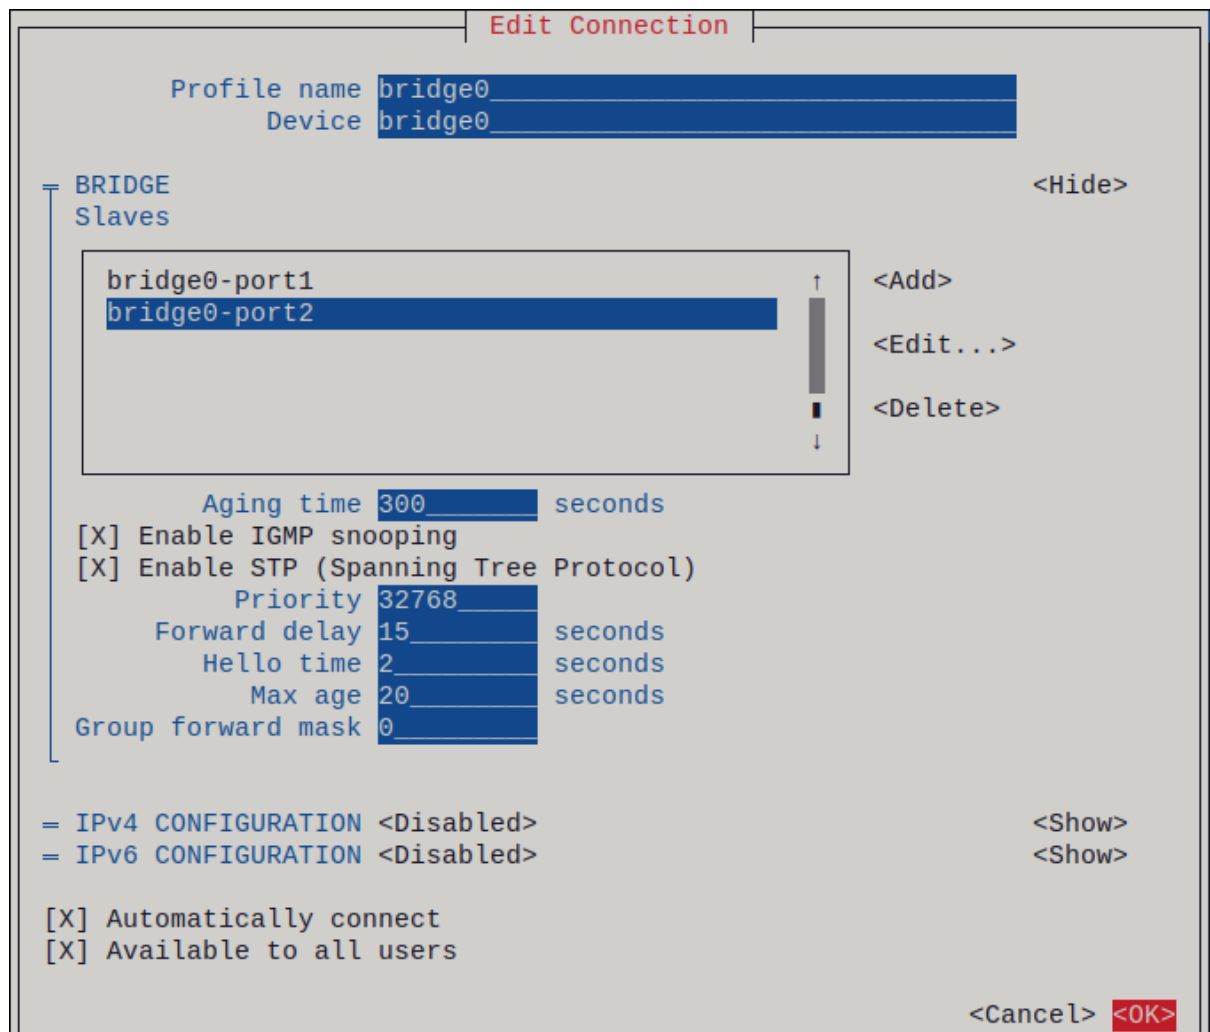 Edit Connection
Profile name bridge0
Device bridge0
BRIDGE <Hide>
Slaves
bridge0-port1 ↑ <Add>
bridge0-port2
<Edit...>
<Delete>
↓
Aging time 300 seconds
[X] Enable IGMP snooping
[X] Enable STP (Spanning Tree Protocol)
Priority 32768
Forward delay 15 seconds
Hello time 2 seconds
Max age 20 seconds
Group forward mask 0
= IPv4 CONFIGURATION <Disabled> <Show>
= IPv6 CONFIGURATION <Disabled> <Show>
[X] Automatically connect
[X] Available to all users
<Cancel> <OK>